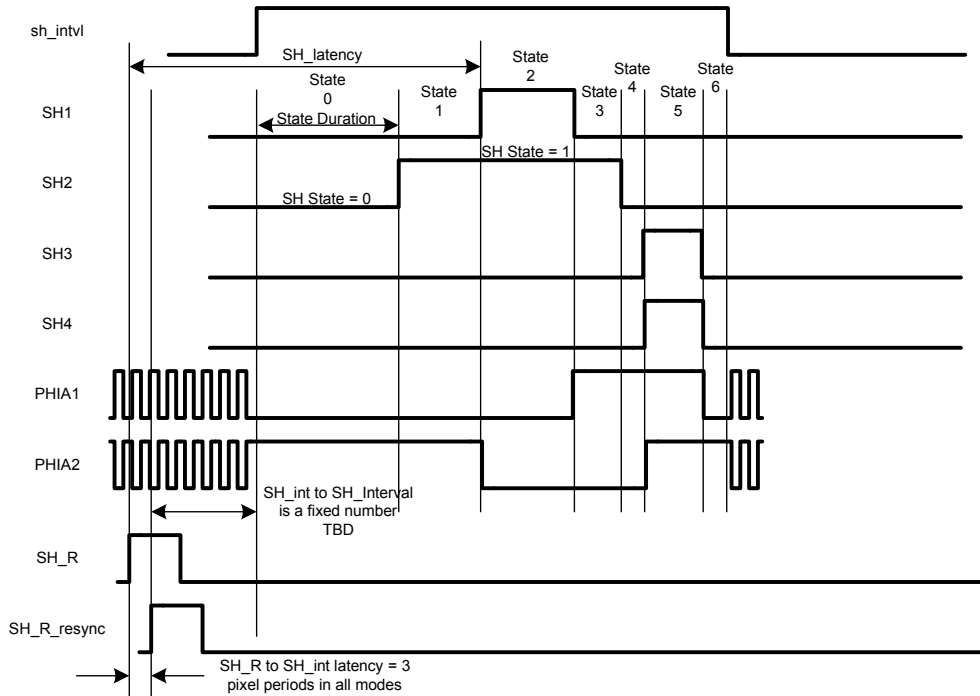 sh_intvl
SH_latency
State
0
State
1
State
2
State
3
State
4
State
5
State
6
SH1
State Duration
SH State = 1
SH2
SH State = 0
SH3
SH4
PHIA1
PHIA2
SH_int to SH_Interval
is a fixed number
TBD
SH_R
SH_R_resync
SH_R to SH_int latency = 3
pixel periods in all modes